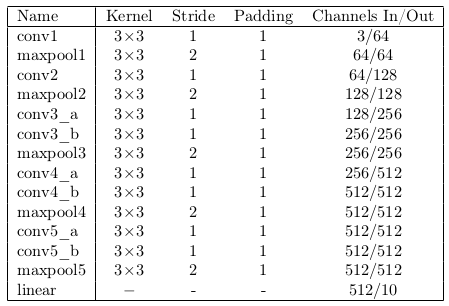 Name Kernel Stride Padding Channels In/Out
conv1 3×3 1 1 3/64
maxpool1 3×3 2 1 64/64
conv2 3×3 1 1 64/128
maxpool2 3×3 2 1 128/128
conv3_a 3×3 1 1 128/256
conv3_b 3×3 1 1 256/256
maxpool3 3×3 2 1 256/256
conv4_a 3×3 1 1 256/512
conv4_b 3×3 1 1 512/512
maxpool4 3×3 2 1 512/512
conv5_a 3×3 1 1 512/512
conv5_b 3×3 1 1 512/512
maxpool5 3×3 2 1 512/512
linear − - - 512/10